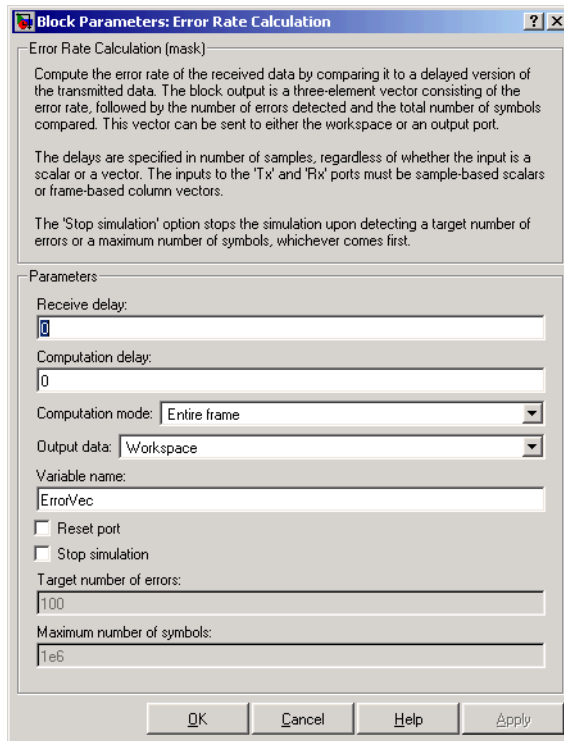 Block Parameters: Error Rate Calculation
Error Rate Calculation (mask)
Compute the error rate of the received data by comparing it to a delayed version of
the transmitted data. The block output is a three-element vector consisting of the
error rate, followed by the number of errors detected and the total number of symbols
compared. This vector can be sent to either the workspace or an output port.
The delays are specified in number of samples, regardless of whether the input is a
scalar or a vector. The inputs to the 'Tx' and 'Rx' ports must be sample-based scalars
or frame-based column vectors.
The 'Stop simulation' option stops the simulation upon detecting a target number of
errors or a maximum number of symbols, whichever comes first.
Parameters
Receive delay:
0
Computation delay:
0
Computation mode: Entire frame
Output data: Workspace
Variable name:
ErrorVec
Reset port
Stop simulation
Target number of errors:
100
Maximum number of symbols:
1e6
OK Cancel Help Apply